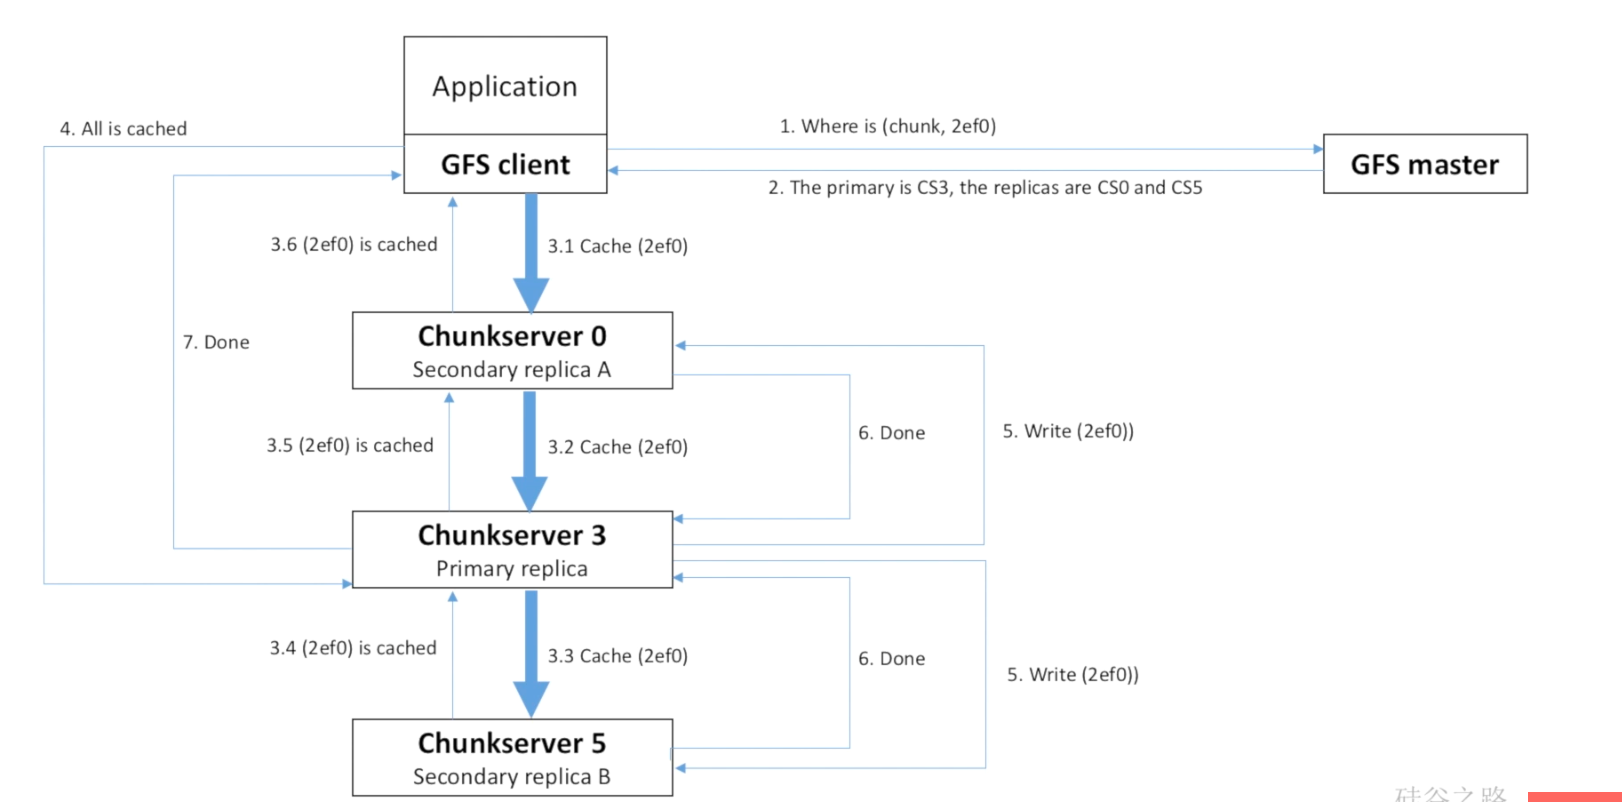 Application
4. All is cached
1. Where is (chunk, 2ef0)
GFS client
GFS master
2. The primary is CS3, the replicas are CS0 and CS5
3.6 (2ef0) is cached
3.1 Cache (2ef0)
Chunkserver 0
Secondary replica A
7. Done
6. Done
5. Write (2ef0))
3.5 (2ef0) is cached
3.2 Cache (2ef0)
Chunkserver 3
Primary replica
3.4 (2ef0) is cached
3.3 Cache (2ef0)
6. Done
5. Write (2ef0))
Chunkserver 5
Secondary replica B
硅谷之路